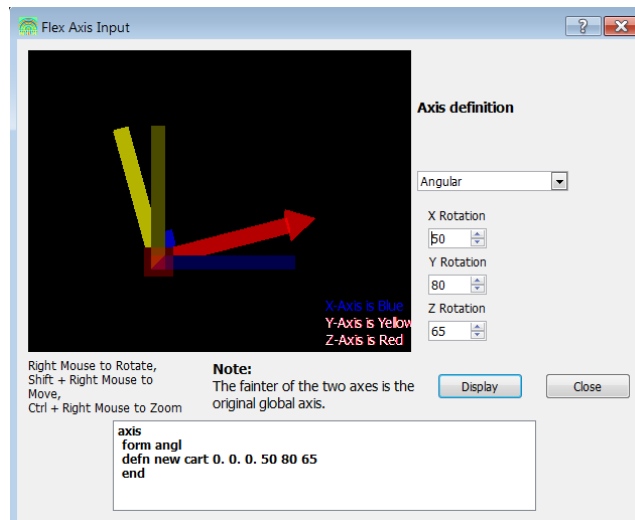 Flex Axis Input
Axis definition
Angular
X Rotation
50
Y Rotation
80
Z Rotation
65
X-Axis is Blue
Y-Axis is Yellow
Z-Axis is Red
Right Mouse to Rotate,
Shift + Right Mouse to
Move,
Ctrl + Right Mouse to Zoom
Note:
The fainter of the two axes is the
original global axis.
Display
Close
axis
form angl
defn new cart 0. 0. 0. 50 80 65
end